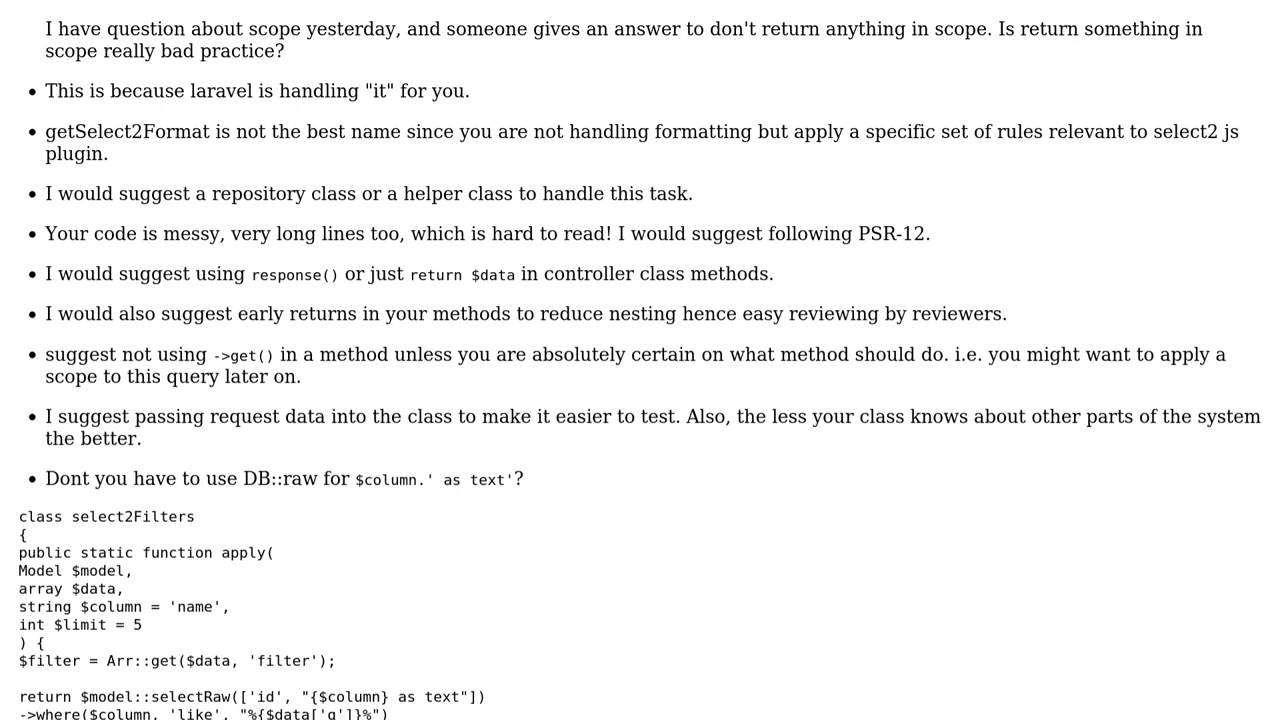 I have question about scope yesterday, and someone gives an answer to don't return anything in scope. Is return something in
scope really bad practice?
• This is because laravel is handling "it" for you.
• getSelect2Format is not the best name since you are not handling formatting but apply a specific set of rules relevant to select2 js
plugin.
• I would suggest a repository class or a helper class to handle this task.
• Your code is messy, very long lines too, which is hard to read! I would suggest following PSR-12.
• I would suggest using response() or just return $data in controller class methods.
• I would also suggest early returns in your methods to reduce nesting hence easy reviewing by reviewers.
• suggest not using ->get() in a method unless you are absolutely certain on what method should do. i.e. you might want to apply a
scope to this query later on.
• I suggest passing request data into the class to make it easier to test. Also, the less your class knows about other parts of the system
the better.
• Dont you have to use DB::raw for $column.' as text'?
class select2Filters
{
public static function apply(
Model $model,
array $data,
string $column = 'name',
int $limit = 5
) {
$filter = Arr::get($data, 'filter');
return $model::selectRaw(['id', "{$column} as text"])
->where($column, 'like', "%{$data['q']}%")